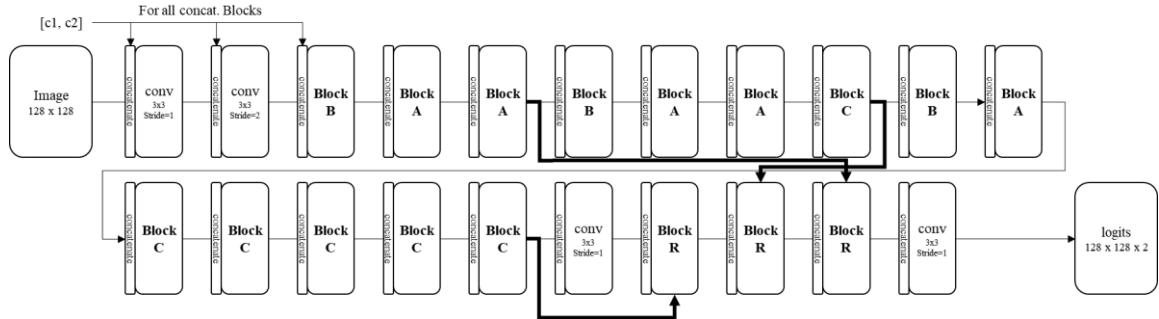 For all concat. Blocks
[c1, c2]
Image
128 x 128
concatenate
conv
3x3
Stride=1
concatenate
conv
3x3
Stride=2
concatenate
Block
B
concatenate
Block
A
concatenate
Block
A
concatenate
Block
B
concatenate
Block
A
concatenate
Block
A
concatenate
Block
C
concatenate
Block
B
concatenate
Block
A
concatenate
Block
C
concatenate
Block
C
concatenate
Block
C
concatenate
Block
C
concatenate
Block
C
concatenate
conv
3x3
Stride=1
concatenate
Block
R
concatenate
Block
R
concatenate
Block
R
concatenate
conv
3x3
Stride=1
logits
128 x 128 x 2